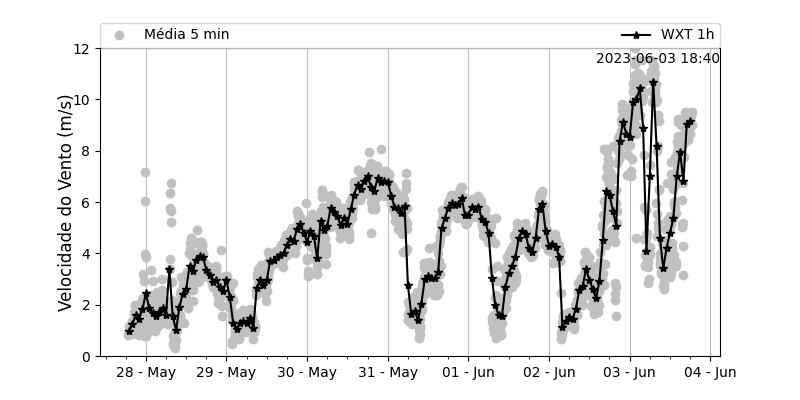 Média 5 min
WXT 1h
2023-06-03 18:40
Velocidade do Vento (m/s)
12
10
8
6
4
2
0
28 - May
29 - May
30 - May
31 - May
01 - Jun
02 - Jun
03 - Jun
04 - Jun